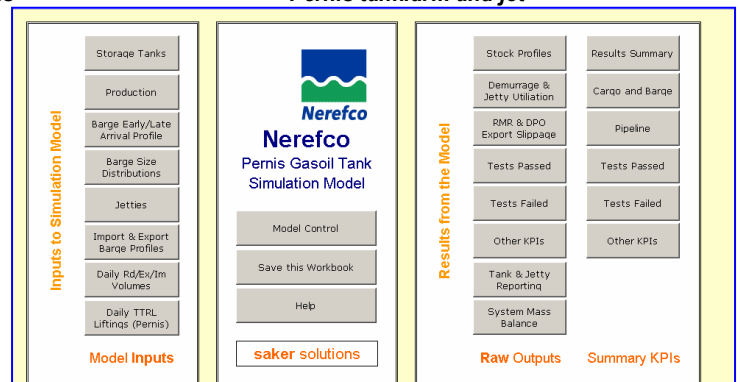 Storage Tanks
Production
Barge Early/Late
Arrival Profile
Barge Size
Distributions
Jetties
Import & Export
Barge Profiles
Daily Rd/Ex/Im
Volumes
Daily TTRL
Liftings (Pernis)
Inputs to Simulation Model
Model Inputs
Nerefco
Nerefco
Pernis Gasoil Tank
Simulation Model
Model Control
Save this Workbook
Help
saker solutions
Results from the Model
Stock Profiles
Demurrage &
Jetty Utiliation
RMR & DPO
Export Slippage
Tests Passed
Tests Failed
Other KPIs
Tank & Jetty
Reporting
System Mass
Balance
Raw Outputs
Results Summary
Cargo and Barge
Pipeline
Tests Passed
Tests Failed
Other KPIs
Summary KPIs